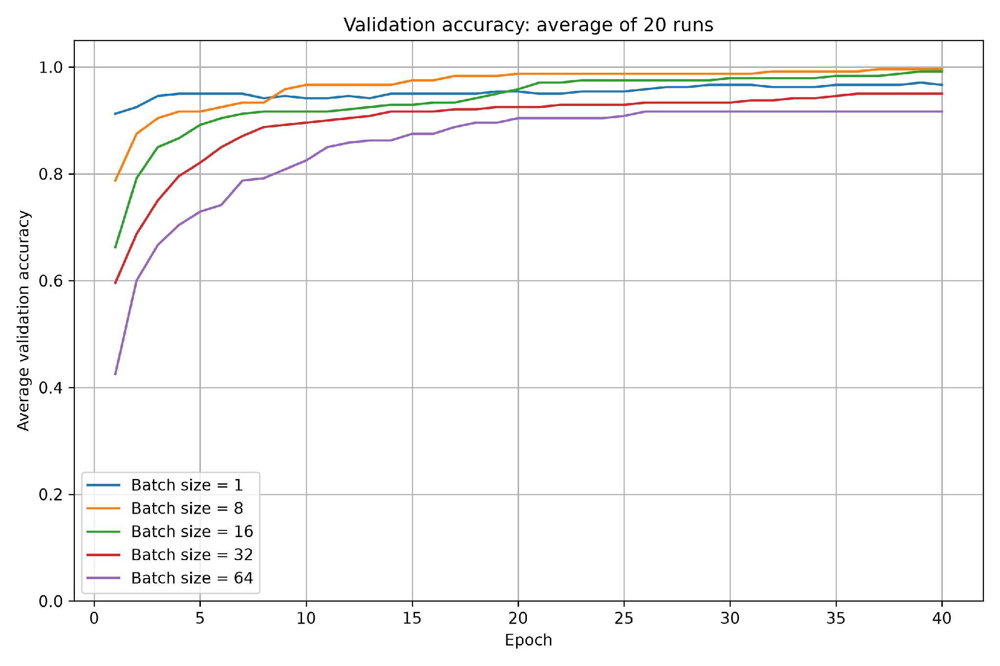 Validation accuracy: average of 20 runs
1.0
0.8
0.6
0.4
0.2
0.0
Average validation accuracy
Batch size = 1
Batch size = 8
Batch size = 16
Batch size = 32
Batch size = 64
0 5 10 15 20 25 30 35 40
Epoch